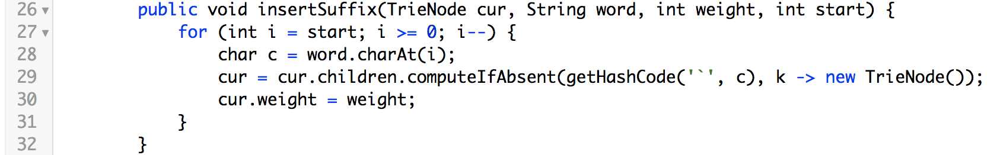 26 public void insertSuffix(TrieNode cur, String word, int weight, int start) {
27 for (int i = start; i >= 0; i--) {
28 char c = word.charAt(i);
29 cur = cur.children.computeIfAbsent(getHashCode('`', c), k -> new TrieNode());
30 cur.weight = weight;
31 }
32 }